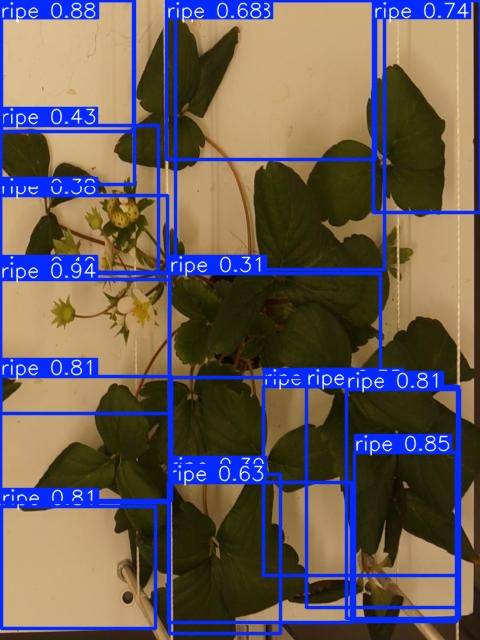 ripe 0.88
ripe 0.683
ripe 0.74
ripe 0.43
ripe 0.38
ripe 0.94
ripe 0.31
ripe 0.81
ripe
ripe
ripe 0.81
ripe 0.85
ripe 0.63
ripe 0.81